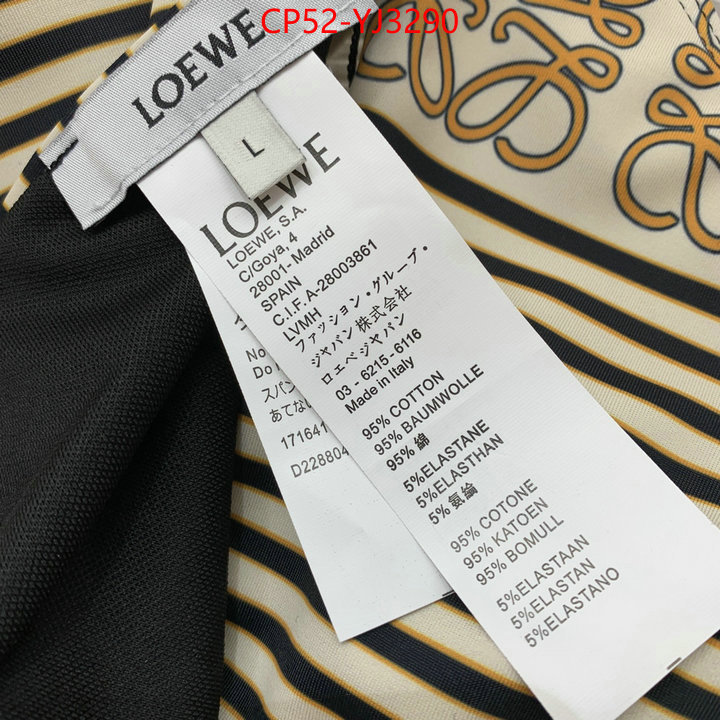 CP52-YJ3290
LOEWE
L
LOEWE
LOEWE, S.A.
C/Goya, 4
28001- Madrid
SPAIN
C.I.F. A-28003861
LVMH
ファッション・グループ・
ジャパン 株式会社
ロエベジャパン
03 - 6215-6116
Made in Italy
95% COTTON
95% BAUMWOLLE
95% 綿
5%ELASTANE
5%ELASTHAN
5% 氨綸
95% COTONE
95% KATOEN
95% BOMULL
5%ELASTAAN
5%ELASTAN
5%ELASTANO
No
Do
スパン
あてな
171641
D228804